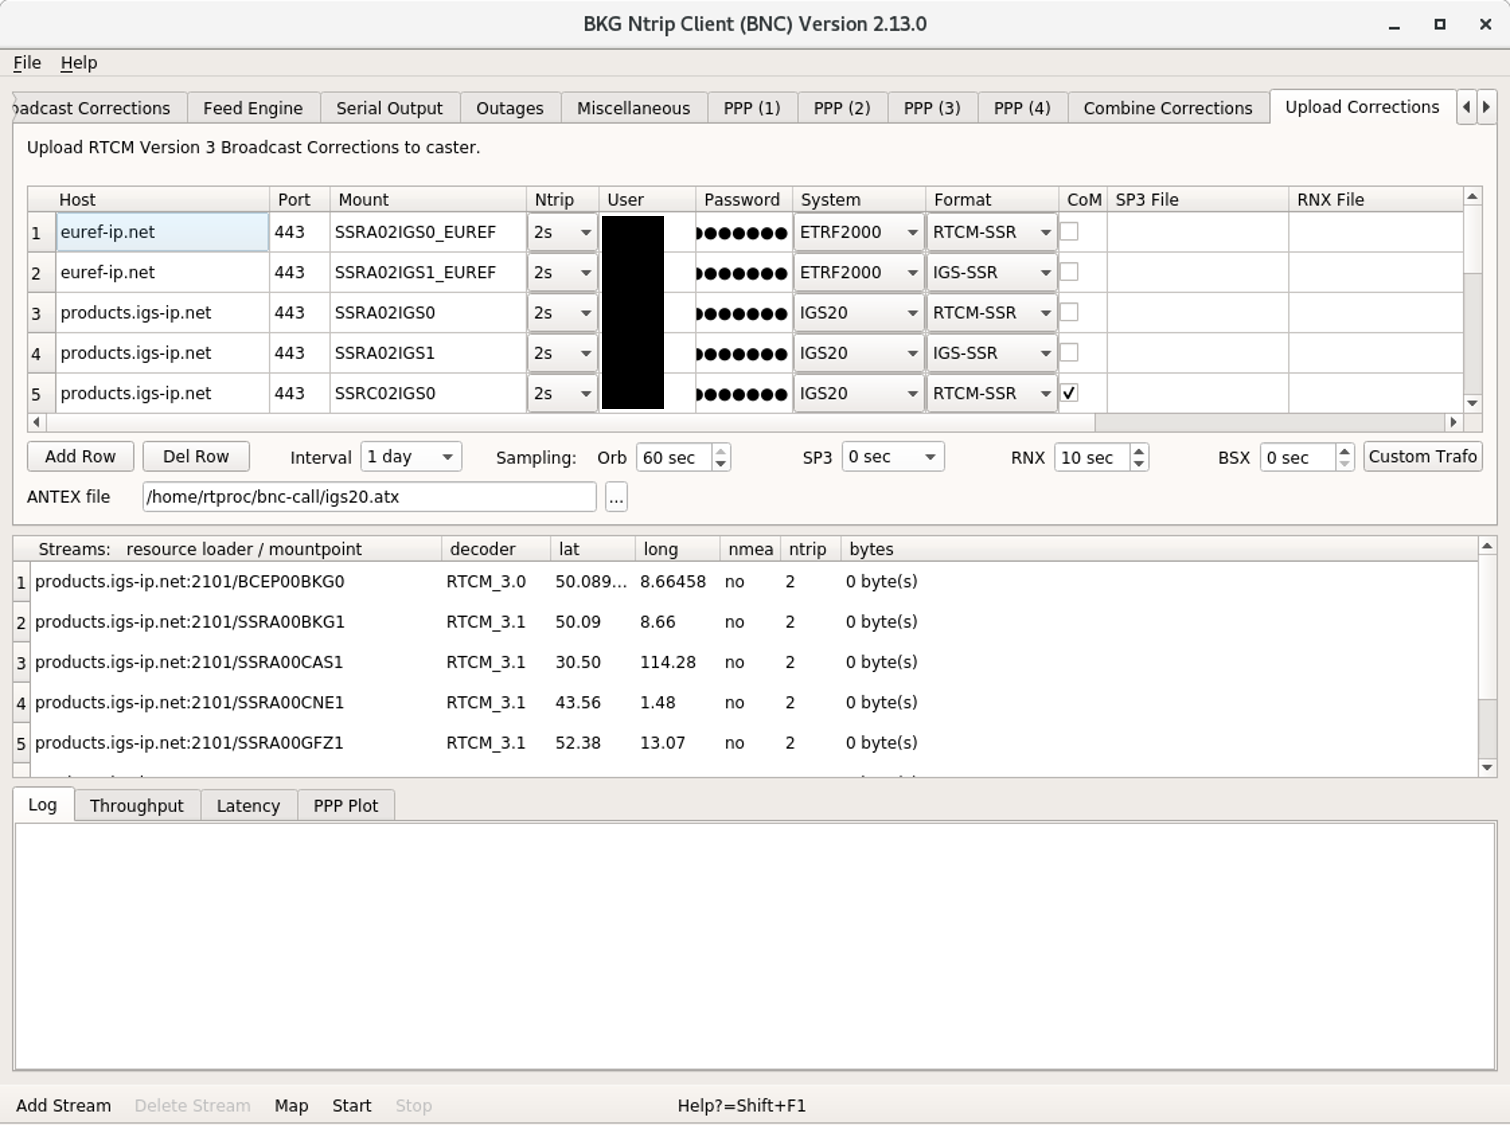 BKG Ntrip Client (BNC) Version 2.13.0
File Help
oadcast Corrections Feed Engine Serial Output Outages Miscellaneous PPP (1) PPP (2) PPP (3) PPP (4) Combine Corrections Upload Corrections
Upload RTCM Version 3 Broadcast Corrections to caster.
Host Port Mount Ntrip User Password System Format CoM SP3 File RNX File
1 euref-ip.net 443 SSRA02IGS0_EUREF 2s ●●●●●●● ETRF2000 RTCM-SSR
2 euref-ip.net 443 SSRA02IGS1_EUREF 2s ●●●●●●● ETRF2000 IGS-SSR
3 products.igs-ip.net 443 SSRA02IGS0 2s ●●●●●●● IGS20 RTCM-SSR
4 products.igs-ip.net 443 SSRA02IGS1 2s ●●●●●●● IGS20 IGS-SSR
5 products.igs-ip.net 443 SSRC02IGS0 2s ●●●●●●● IGS20 RTCM-SSR ✓
Add Row Del Row Interval 1 day Sampling: Orb 60 sec SP3 0 sec RNX 10 sec BSX 0 sec Custom Trafo
ANTEX file /home/rtproc/bnc-call/igs20.atx ...
Streams: resource loader / mountpoint decoder lat long nmea ntrip bytes
1 products.igs-ip.net:2101/BCEP00BKG0 RTCM_3.0 50.089... 8.66458 no 2 0 byte(s)
2 products.igs-ip.net:2101/SSRA00BKG1 RTCM_3.1 50.09 8.66 no 2 0 byte(s)
3 products.igs-ip.net:2101/SSRA00CAS1 RTCM_3.1 30.50 114.28 no 2 0 byte(s)
4 products.igs-ip.net:2101/SSRA00CNE1 RTCM_3.1 43.56 1.48 no 2 0 byte(s)
5 products.igs-ip.net:2101/SSRA00GFZ1 RTCM_3.1 52.38 13.07 no 2 0 byte(s)
Log Throughput Latency PPP Plot
Add Stream Delete Stream Map Start Stop Help?=Shift+F1